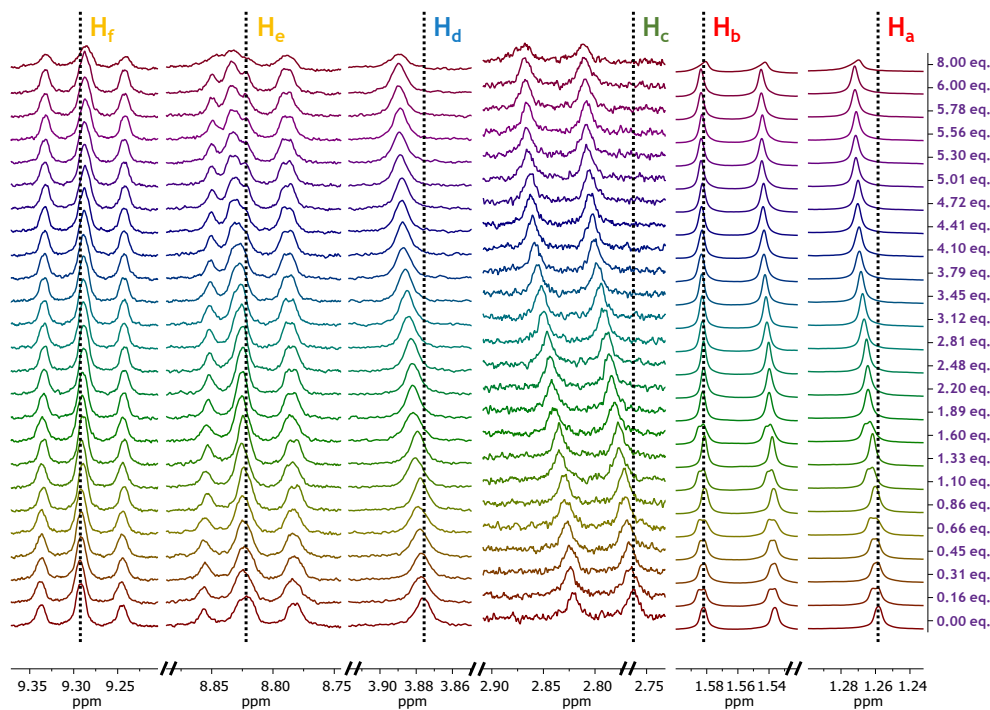 H_f H_e H_d H_c H_b H_a
8.00 eq.
6.00 eq.
5.78 eq.
5.56 eq.
5.30 eq.
5.01 eq.
4.72 eq.
4.41 eq.
4.10 eq.
3.79 eq.
3.45 eq.
3.12 eq.
2.81 eq.
2.48 eq.
2.20 eq.
1.89 eq.
1.60 eq.
1.33 eq.
1.10 eq.
0.86 eq.
0.66 eq.
0.45 eq.
0.31 eq.
0.16 eq.
0.00 eq.
9.35 9.30 9.25 8.85 8.80 8.75 3.90 3.88 3.86 2.90 2.85 2.80 2.75 1.58 1.56 1.54 1.28 1.26 1.24
ppm ppm ppm ppm ppm ppm